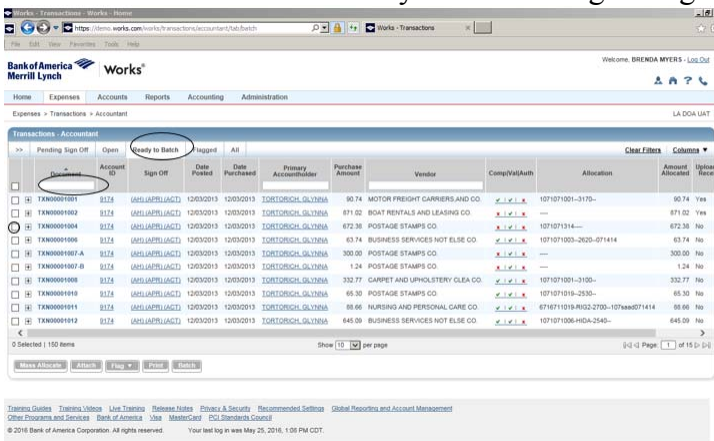 Works - Transactions - Works - Home
https://demo.works.com/works/transactions/accountant/tab/batch
Works - Transactions
File Edit View Favorites Tools Help
Bank of America Merrill Lynch
Works®
Welcome, BRENDA MYERS - Log Out
Home Expenses Accounts Reports Accounting Administration
Expenses > Transactions > Accountant LA DOA UAT
Transactions - Accountant
>> Pending Sign Off Open Ready to Batch Flagged All Clear Filters Columns ▼
Document Account ID Sign Off Date Posted Date Purchased Primary Accountholder Purchase Amount Vendor Comp|Val|Auth Allocation Amount Allocated
TXN00001001 9174 (AH),(APR),(ACT) 12/03/2013 12/03/2013 TORTORICH, GLYNNA 90.74 MOTOR FREIGHT CARRIERS,AND CO. 1071071001--3170-- 90.74 Yes
TXN00001002 9174 (AH),(APR),(ACT) 12/03/2013 12/03/2013 TORTORICH, GLYNNA 871.02 BOAT RENTALS AND LEASING CO. ---- 871.02 Yes
TXN00001004 9174 (AH),(APR),(ACT) 12/03/2013 12/03/2013 TORTORICH, GLYNNA 672.38 POSTAGE STAMPS CO. 1071071314---- 672.38 No
TXN00001006 9174 (AH),(APR),(ACT) 12/03/2013 12/03/2013 TORTORICH, GLYNNA 63.74 BUSINESS SERVICES NOT ELSE CO. 1071071003--2620--071414 63.74 No
TXN00001007-A 9174 (AH),(APR),(ACT) 12/03/2013 12/03/2013 TORTORICH, GLYNNA 300.00 POSTAGE STAMPS CO. ---- 300.00 No
TXN00001007-B 9174 (AH),(APR),(ACT) 12/03/2013 12/03/2013 TORTORICH, GLYNNA 1.24 POSTAGE STAMPS CO. ---- 1.24 No
TXN00001008 9174 (AH),(APR),(ACT) 12/03/2013 12/03/2013 TORTORICH, GLYNNA 332.77 CARPET AND UPHOLSTERY CLEA CO. 1071071001--3100-- 332.77 No
TXN00001010 9174 (AH),(APR),(ACT) 12/03/2013 12/03/2013 TORTORICH, GLYNNA 65.30 POSTAGE STAMPS CO. 1071071019--2530-- 65.30 No
TXN00001011 9174 (AH),(APR),(ACT) 12/03/2013 12/03/2013 TORTORICH, GLYNNA 88.66 NURSING AND PERSONAL CARE CO. 88.66 No
TXN00001012 9174 (AH),(APR),(ACT) 12/03/2013 12/03/2013 TORTORICH, GLYNNA 645.09 BUSINESS SERVICES NOT ELSE CO. 1071071006-HIDA-2540-- 645.09 No
0 Selected | 150 items Show 10 per page Page: 1 of 15
Mass Allocate Attach Flag ▼ Print Batch
Training Guides Training Videos Live Training Release Notes Privacy & Security Recommended Settings Global Reporting and Account Management
Other Programs and Services Bank of America Visa MasterCard PCI Standards Council
© 2016 Bank of America Corporation. All rights reserved. Your last log in was May 25, 2016, 1:06 PM CDT.